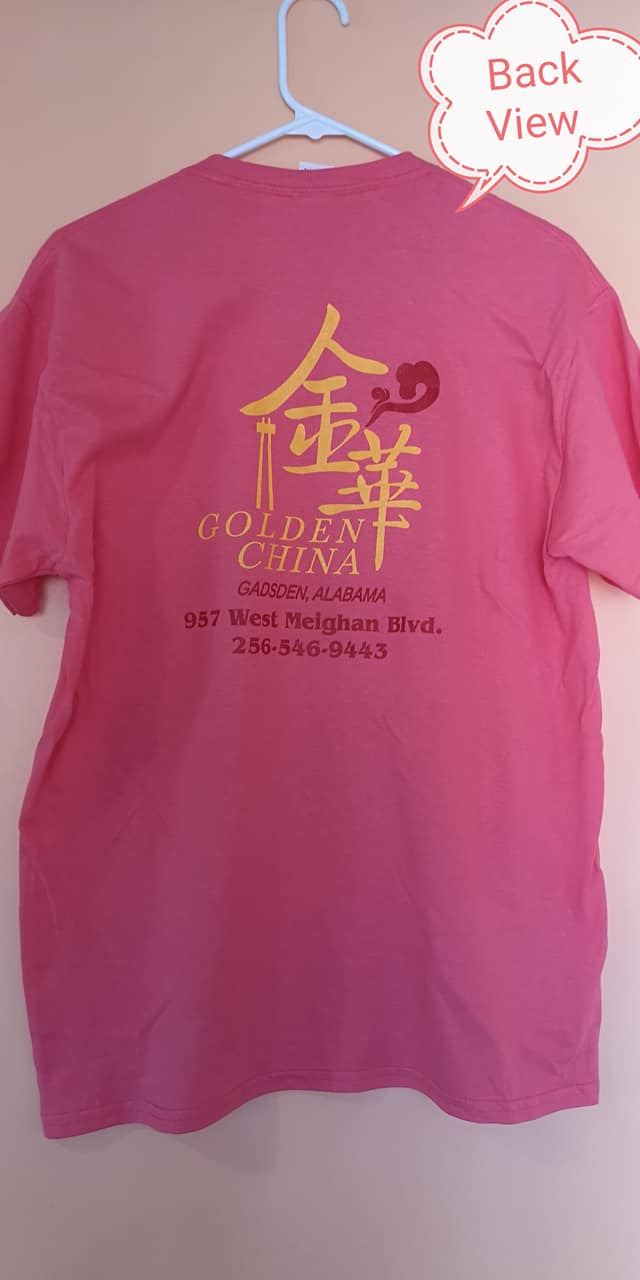 Back
View
金
華
GOLDEN
CHINA
GADSDEN, ALABAMA
957 West Meighan Blvd.
256-546-9443